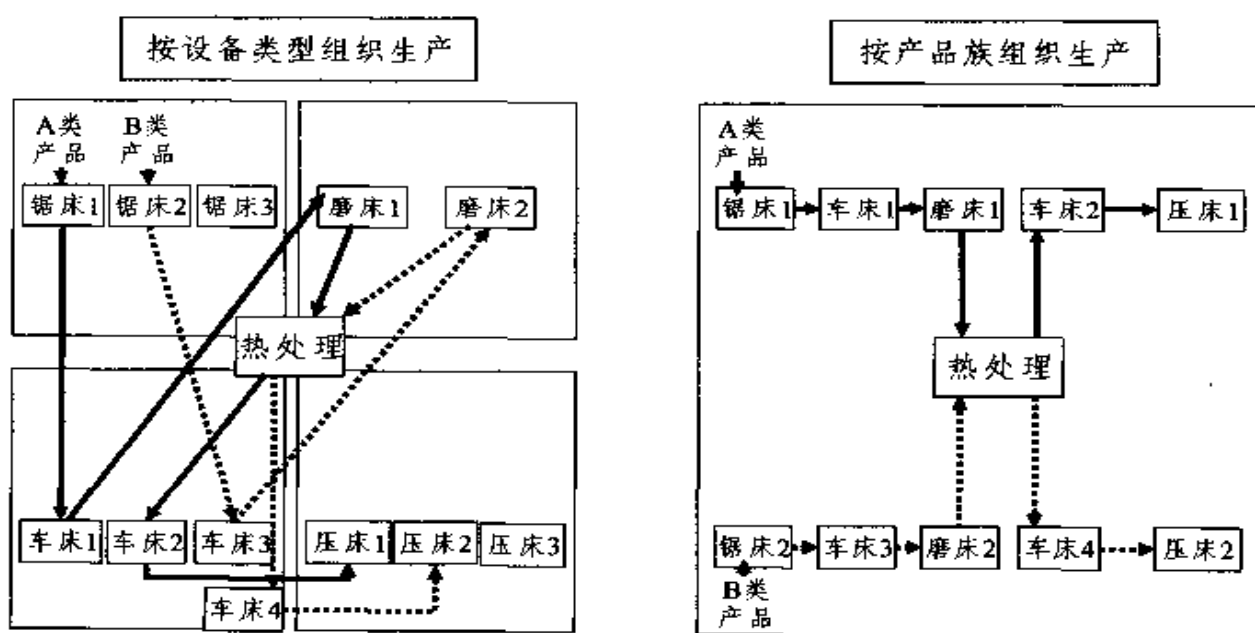 按设备类型组织生产
A类
产品
B类
产品
锯床1
锯床2
锯床3
磨床1
磨床2
热处理
车床1
车床2
车床3
压床1
压床2
压床3
车床4
按产品族组织生产
A类
产品
锯床1
车床1
磨床1
车床2
压床1
热处理
锯床2
车床3
磨床2
车床4
压床2
B类
产品